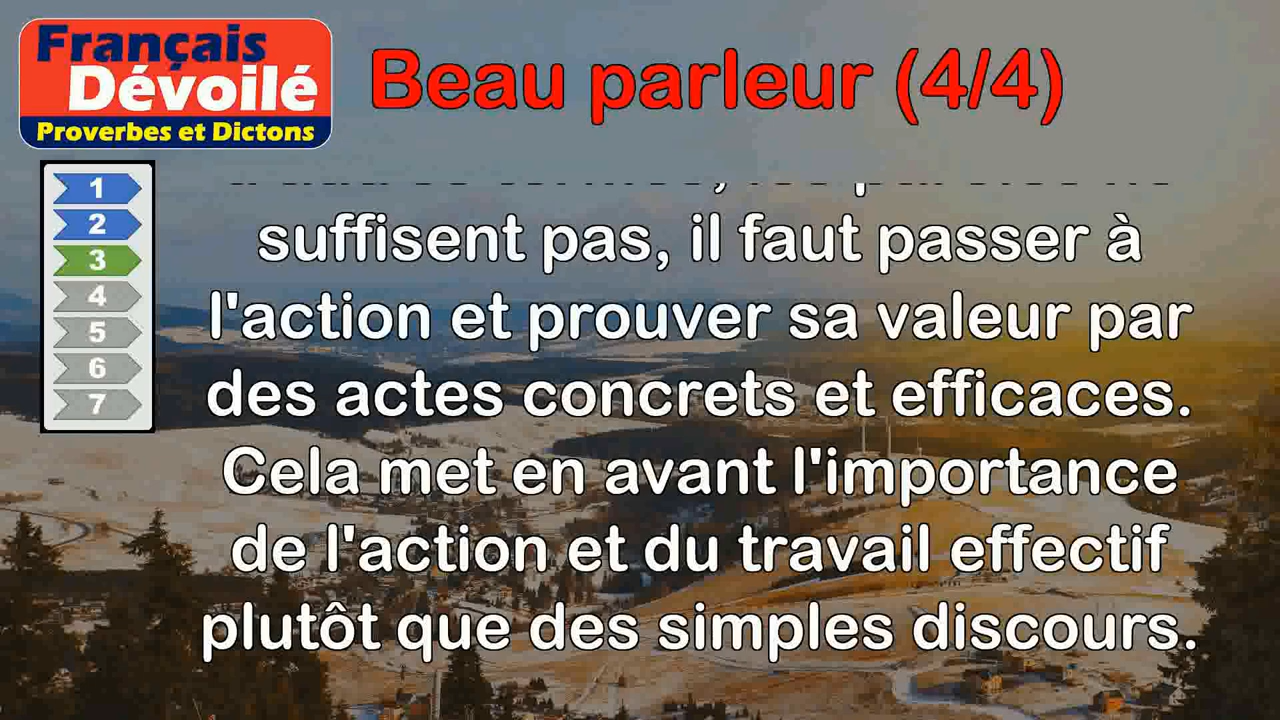 Français
Dévoilé
Proverbes et Dictons
Beau parleur (4/4)
1
2
3
4
5
6
7
suffisent pas, il faut passer à
l'action et prouver sa valeur par
des actes concrets et efficaces.
Cela met en avant l'importance
de l'action et du travail effectif
plutôt que des simples discours.